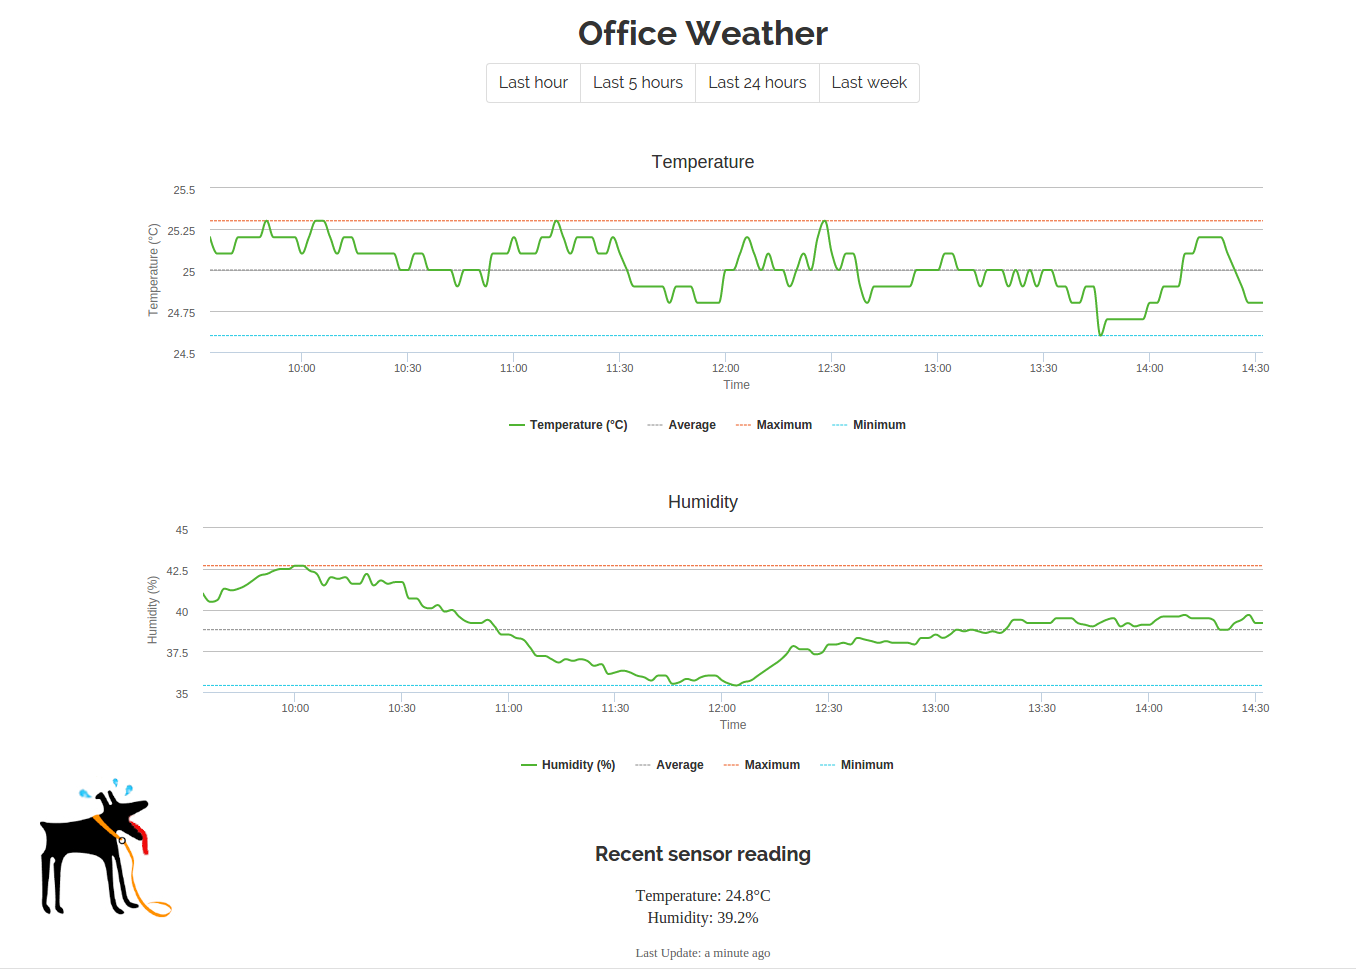 Office Weather
Last hour Last 5 hours Last 24 hours Last week
Temperature
25.5
25.25
25
24.75
24.5
Temperature (°C)
10:00 10:30 11:00 11:30 12:00 12:30 13:00 13:30 14:00 14:30
Time
Temperature (°C) Average Maximum Minimum
Humidity
45
42.5
40
37.5
35
Humidity (%)
10:00 10:30 11:00 11:30 12:00 12:30 13:00 13:30 14:00 14:30
Time
Humidity (%) Average Maximum Minimum
Recent sensor reading
Temperature: 24.8°C
Humidity: 39.2%
Last Update: a minute ago